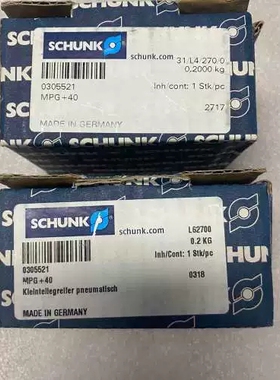 SCHUNK
schunk.com
31/L4/270/0
0,2000 kg
0305521
Inh/cont: 1 Stk/pc
MPG+40
2717
MADE IN GERMANY
SCHUNK
schunk.com
L62700
0.2 KG
Inh/Cont: 1 Stk/pc
0305521
MPG+40
0318
Kleinteilegreifer pneumatisch
MADE IN GERMANY